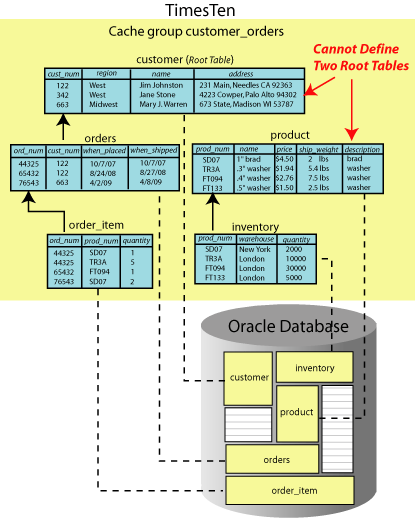 TimesTen
Cache group customer_orders
customer (Root Table)
Cannot Define
Two Root Tables
cust_num region name address
122 West Jim Johnston 231 Main, Needles CA 92363
342 West Jane Stone 4223 Cowper, Palo Alto 94302
663 Midwest Mary J. Warren 673 State, Madison WI 53787
orders
ord_num cust_num when_placed when_shipped
44325 122 10/7/07 10/7/07
65432 122 8/24/08 8/27/08
76543 663 4/2/09 4/8/09
product
prod_num name price ship_weight description
SD07 1" brad $4.50 2 lbs brad
TR3A .3" washer $1.94 5.4 lbs washer
FT094 .4" washer $2.76 7.5 lbs washer
FT133 .5" washer $1.50 2.5 lbs washer
order_item
ord_num prod_num quantity
44325 SD07 1
44325 TR3A 5
65432 FT094 1
76543 SD07 2
inventory
prod_num warehouse quantity
SD07 New York 2000
TR3A London 10000
FT094 London 30000
FT133 London 5000
Oracle Database
customer
inventory
product
orders
order_item